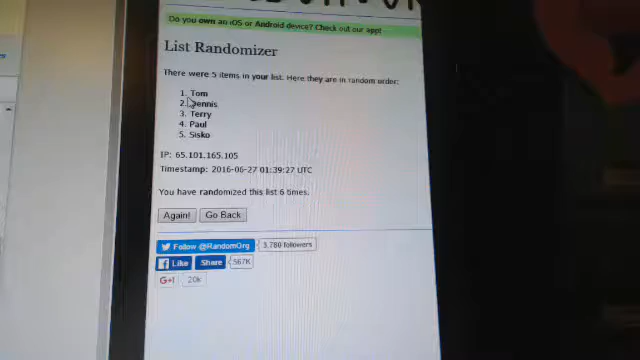 Do you own an iOS or Android device? Check out our app!
List Randomizer
There were 5 items in your list. Here they are in random order:
1. Tom
2. Dennis
3. Terry
4. Paul
5. Sisko
IP: 65.101.165.105
Timestamp: 2016-06-27 01:39:27 UTC
You have randomized this list 6 times.
Again! Go Back
Follow @RandomOrg 3,780 followers
Like Share 567K
G+1 20k